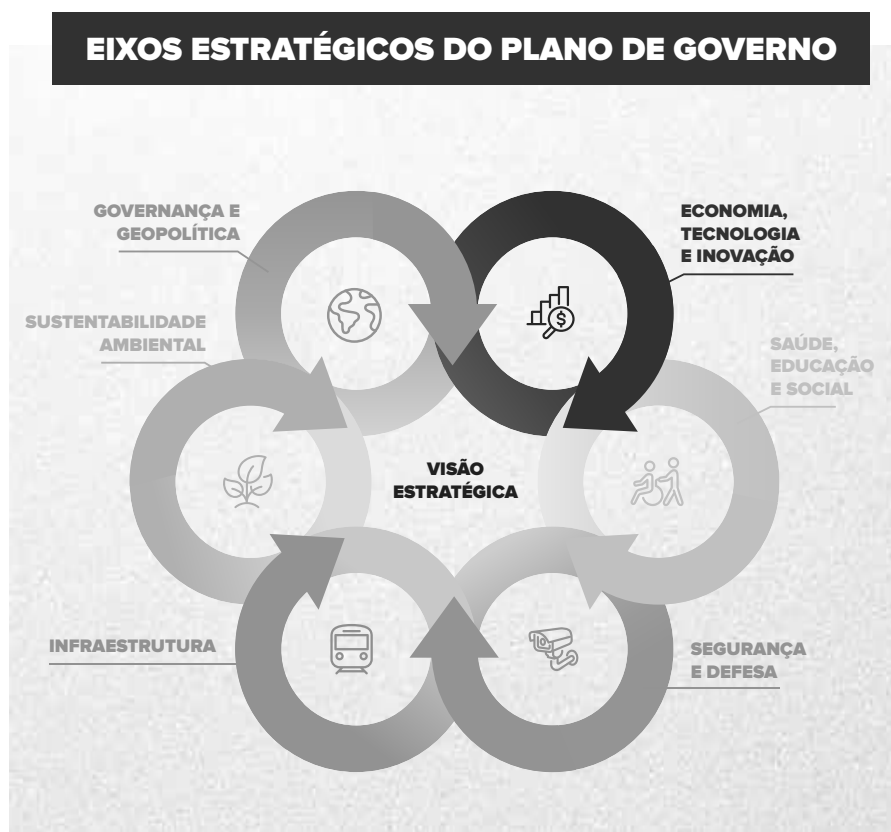 EIXOS ESTRATÉGICOS DO PLANO DE GOVERNO
GOVERNANÇA E
GEOPOLÍTICA
ECONOMIA,
TECNOLOGIA
E INOVAÇÃO
SUSTENTABILIDADE
AMBIENTAL
SAÚDE,
EDUCAÇÃO
E SOCIAL
VISÃO
ESTRATÉGICA
INFRAESTRUTURA
SEGURANÇA
E DEFESA
$